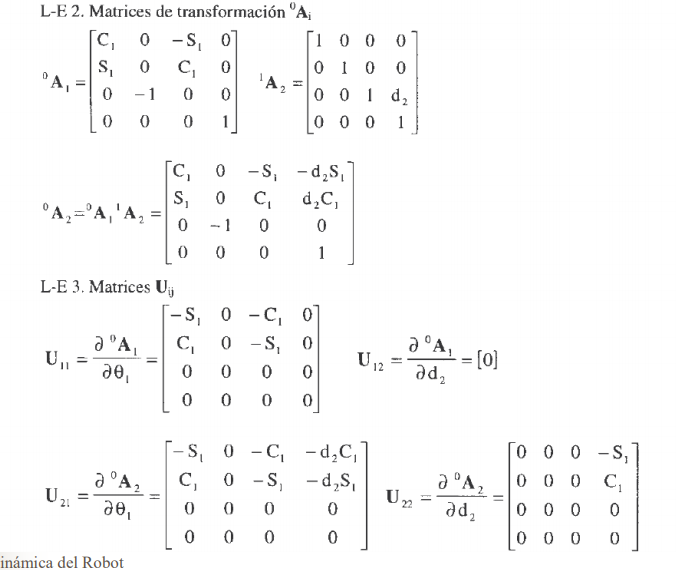 L-E 2. Matrices de transformación ⁰Aᵢ
⁰A₁ = [C₁ 0 −S₁ 0; S₁ 0 C₁ 0; 0 −1 0 0; 0 0 0 1] ¹A₂ = [1 0 0 0; 0 1 0 0; 0 0 1 d₂; 0 0 0 1]
⁰A₂=⁰A₁¹A₂ = [C₁ 0 −S₁ −d₂S₁; S₁ 0 C₁ d₂C₁; 0 −1 0 0; 0 0 0 1]
L-E 3. Matrices Uᵢⱼ
U₁₁ = ∂ ⁰A₁/∂θ₁ = [−S₁ 0 −C₁ 0; C₁ 0 −S₁ 0; 0 0 0 0; 0 0 0 0] U₁₂ = ∂ ⁰A₁/∂d₂ = [0]
U₂₁ = ∂ ⁰A₂/∂θ₁ = [−S₁ 0 −C₁ −d₂C₁; C₁ 0 −S₁ −d₂S₁; 0 0 0 0; 0 0 0 0] U₂₂ = ∂ ⁰A₂/∂d₂ = [0 0 0 −S₁; 0 0 0 C₁; 0 0 0 0; 0 0 0 0]
inámica del Robot